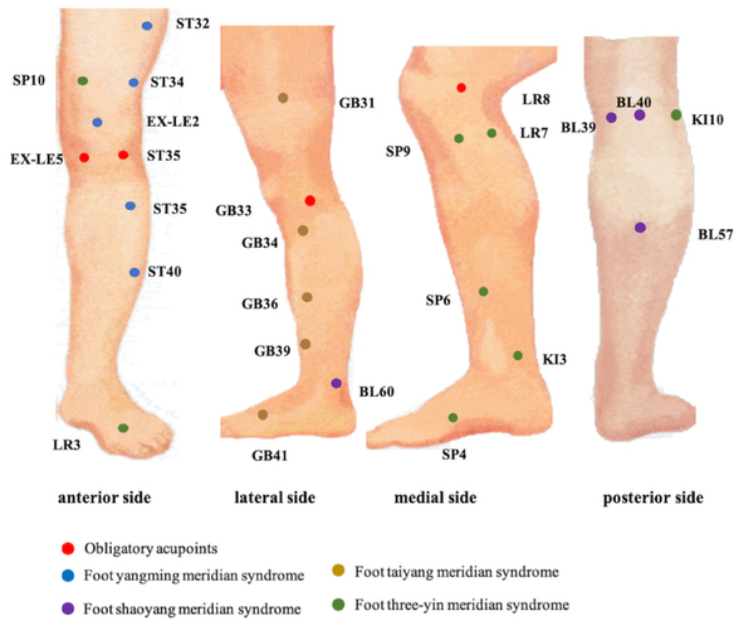 ST32
SP10
ST34
EX-LE2
EX-LE5
ST35
ST35
ST40
LR3
anterior side
GB31
GB33
GB34
GB36
GB39
BL60
GB41
lateral side
LR8
LR7
SP9
SP6
KI3
SP4
medial side
BL40
BL39
KI10
BL57
posterior side
Obligatory acupoints
Foot yangming meridian syndrome
Foot taiyang meridian syndrome
Foot shaoyang meridian syndrome
Foot three-yin meridian syndrome